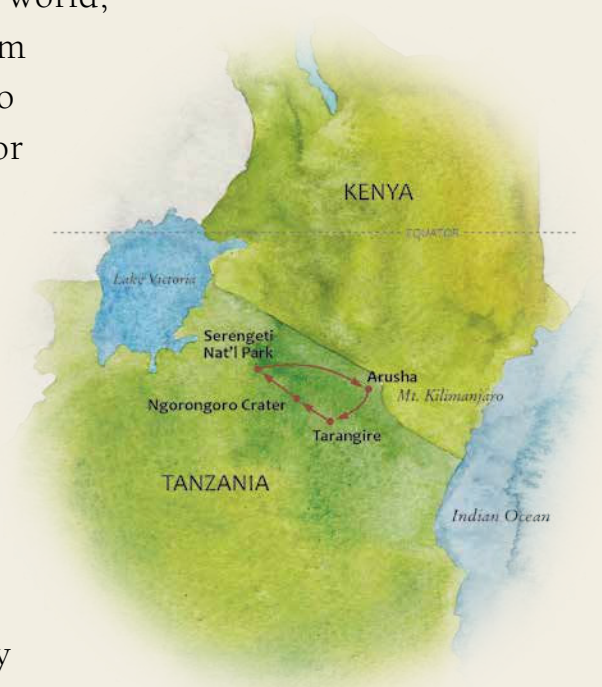 world,
m
o
or
KENYA
EQUATOR
Lake Victoria
Serengeti
Nat'l Park
Arusha
Mt. Kilimanjaro
Ngorongoro Crater
Tarangire
TANZANIA
Indian Ocean
y